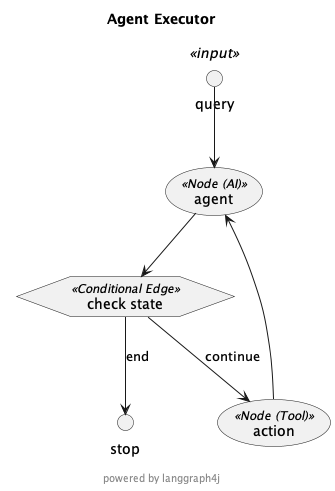 Agent Executor
«input»
query
«Node (AI)»
agent
«Conditional Edge»
check state
end
continue
«Node (Tool)»
action
stop
powered by langgraph4j